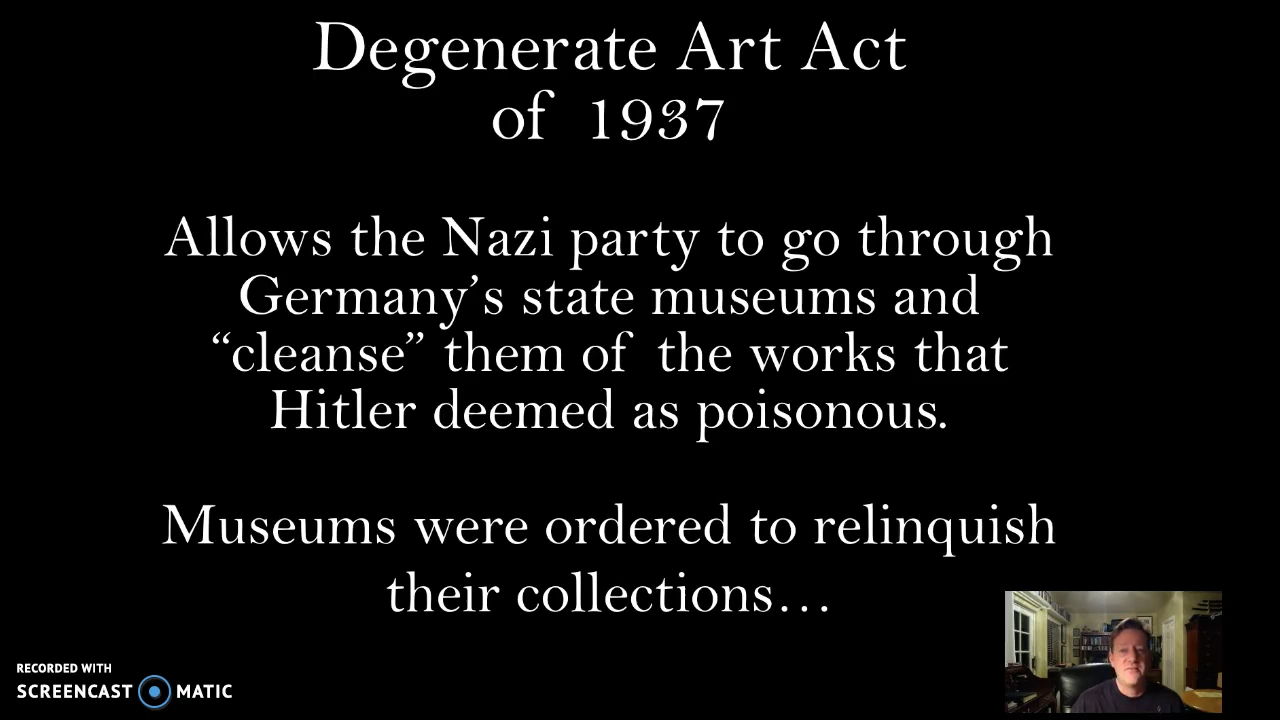 Degenerate Art Act
of 1937
Allows the Nazi party to go through
Germany’s state museums and
“cleanse” them of the works that
Hitler deemed as poisonous.
Museums were ordered to relinquish
their collections…
RECORDED WITH
SCREENCAST MATIC